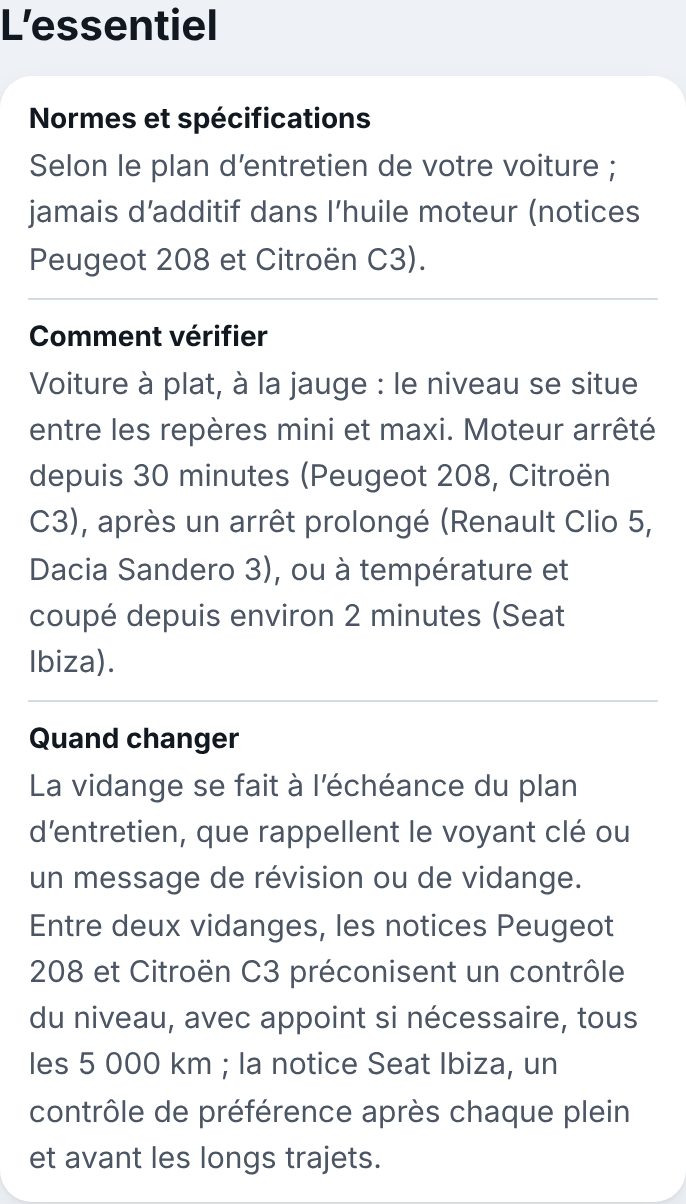 L’essentiel
Normes et spécifications
Selon le plan d’entretien de votre voiture ;
jamais d’additif dans l’huile moteur (notices
Peugeot 208 et Citroën C3).
Comment vérifier
Voiture à plat, à la jauge : le niveau se situe
entre les repères mini et maxi. Moteur arrêté
depuis 30 minutes (Peugeot 208, Citroën
C3), après un arrêt prolongé (Renault Clio 5,
Dacia Sandero 3), ou à température et
coupé depuis environ 2 minutes (Seat
Ibiza).
Quand changer
La vidange se fait à l’échéance du plan
d’entretien, que rappellent le voyant clé ou
un message de révision ou de vidange.
Entre deux vidanges, les notices Peugeot
208 et Citroën C3 préconisent un contrôle
du niveau, avec appoint si nécessaire, tous
les 5 000 km ; la notice Seat Ibiza, un
contrôle de préférence après chaque plein
et avant les longs trajets.